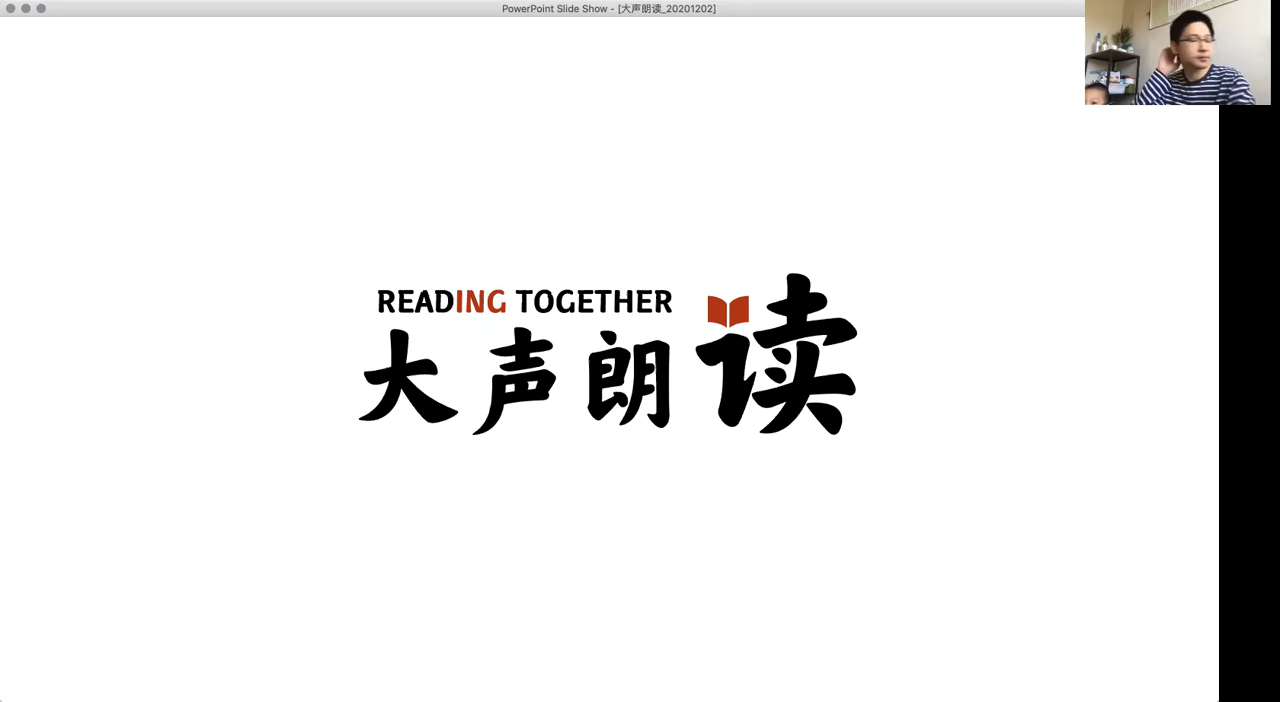 PowerPoint Slide Show - [大声朗读_20201202]
READING TOGETHER
大声朗读